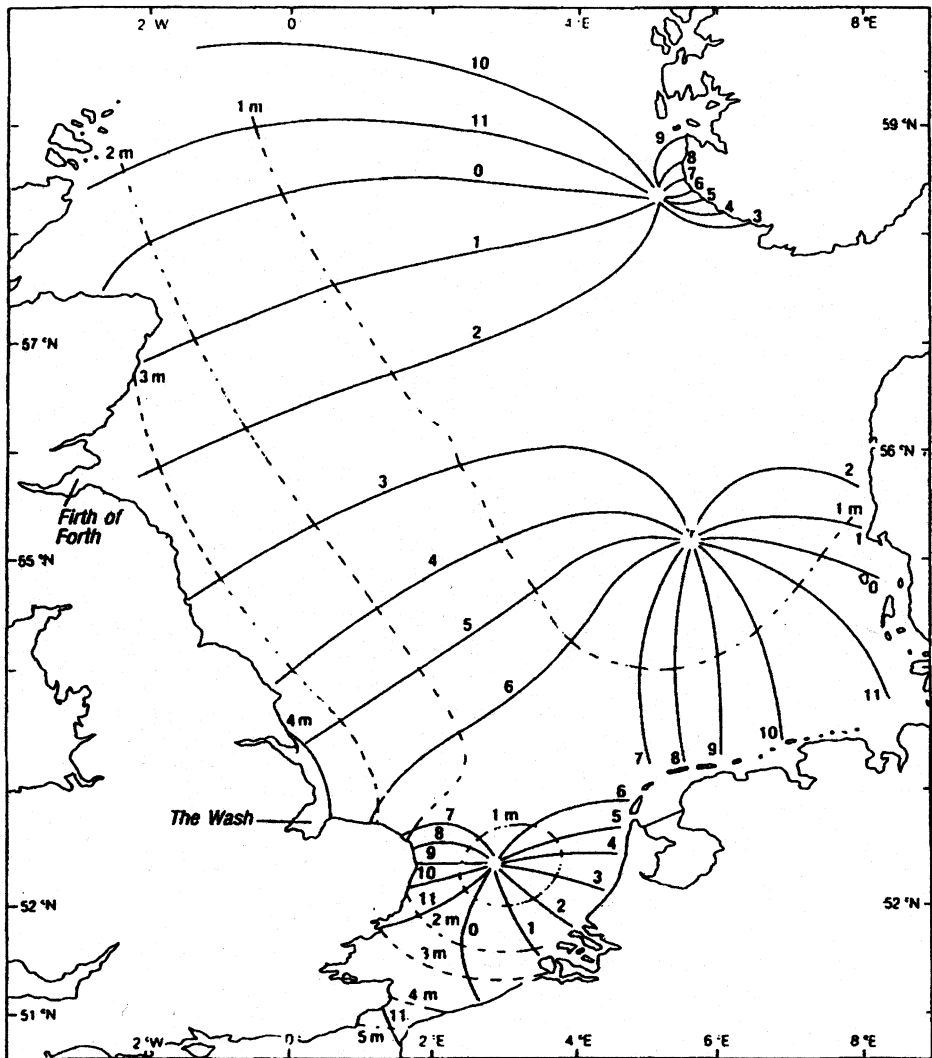 2 °W 0 4 °E 6 °E 8 °E
10
1 m
11
59 °N
9
2 m
8
0
7
6
5
4
3
1
2
57 °N
3 m
56 °N
2
3
1 m
Firth of
Forth
1
55 °N
4
0
5
6
11
4 m
10
9
7
8
6
The Wash
7
1 m
5
8
4
9
10
3
11
2
52 °N
52 °N
2 m
0
1
3 m
4 m
51 °N
11
5 m
2 °W 0 2 °E 4 °E 6 °E 8 °E